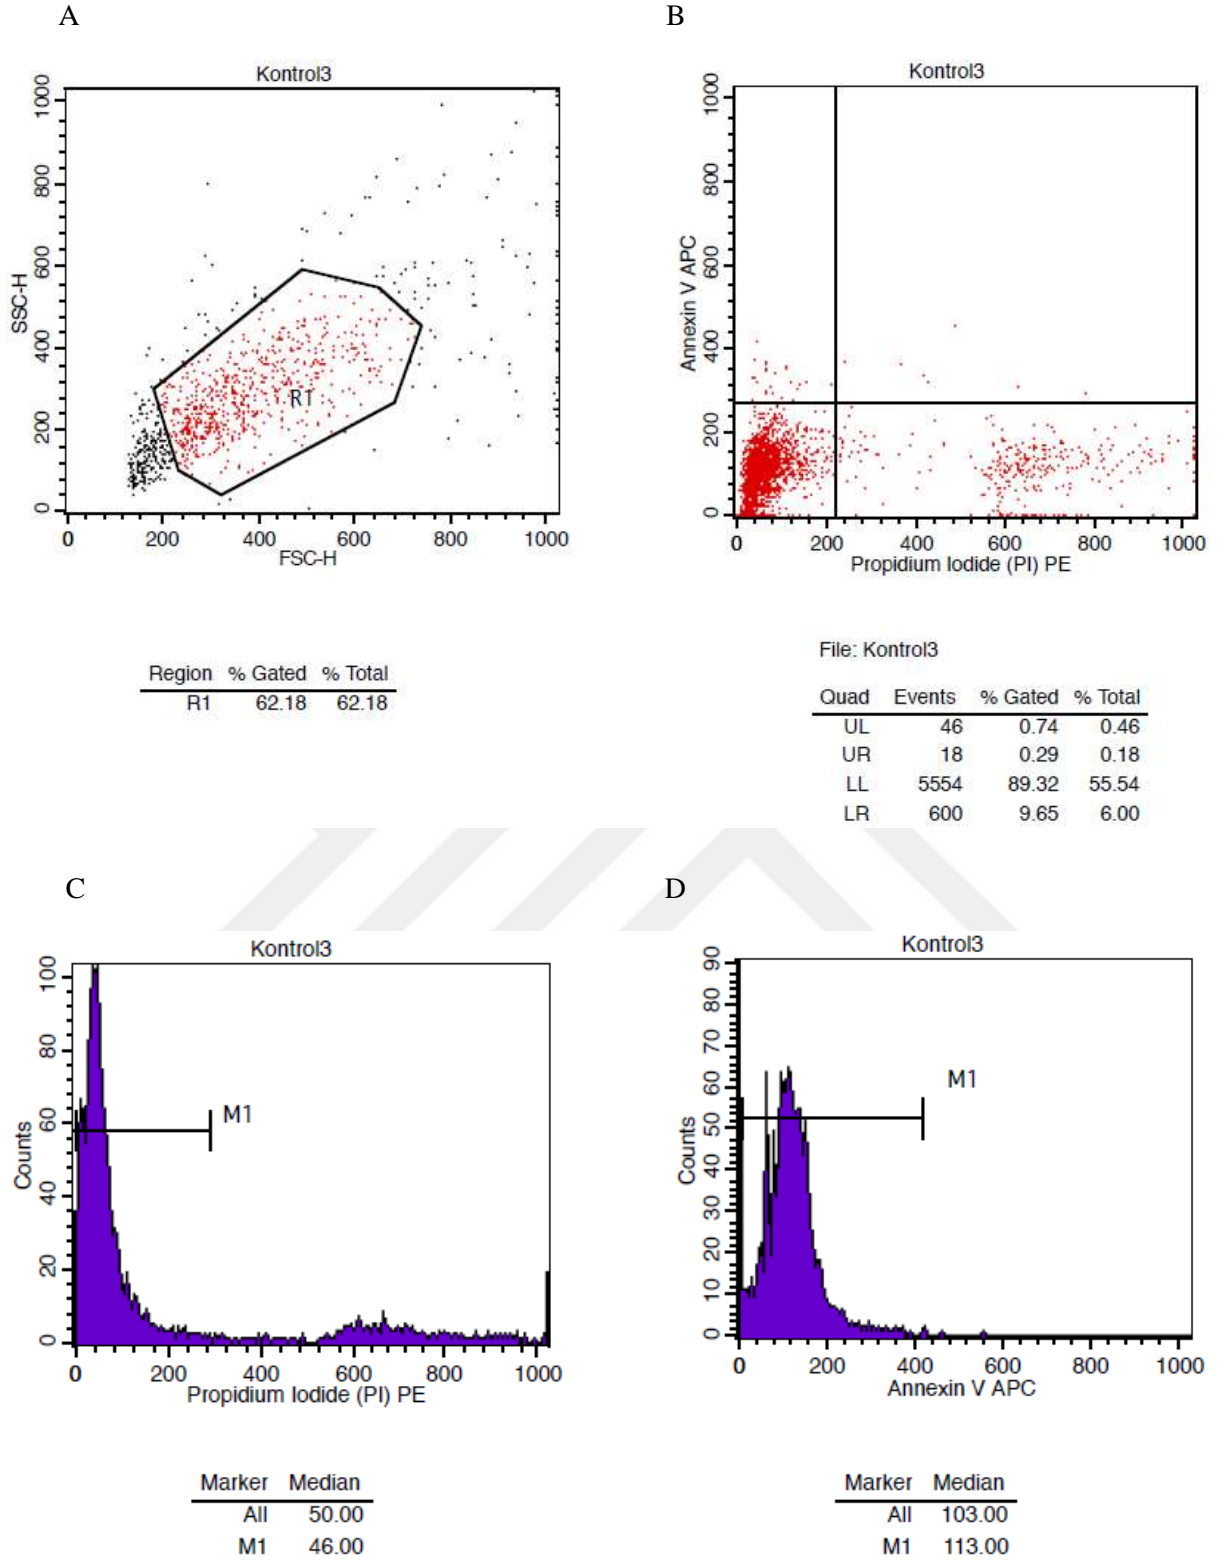 A
B
Kontrol3
1000
800
600
400
200
0
SSC-H
R1
0 200 400 600 800 1000
FSC-H
Kontrol3
1000
800
600
400
200
0
Annexin V APC
0 200 400 600 800 1000
Propidium Iodide (PI) PE
Region % Gated % Total
R1 62.18 62.18
File: Kontrol3
Quad Events % Gated % Total
UL 46 0.74 0.46
UR 18 0.29 0.18
LL 5554 89.32 55.54
LR 600 9.65 6.00
C
D
Kontrol3
100
80
60
40
20
0
Counts
M1
0 200 400 600 800 1000
Propidium Iodide (PI) PE
Kontrol3
90
80
70
60
50
40
30
20
10
0
Counts
M1
0 200 400 600 800 1000
Annexin V APC
Marker Median
All 50.00
M1 46.00
Marker Median
All 103.00
M1 113.00